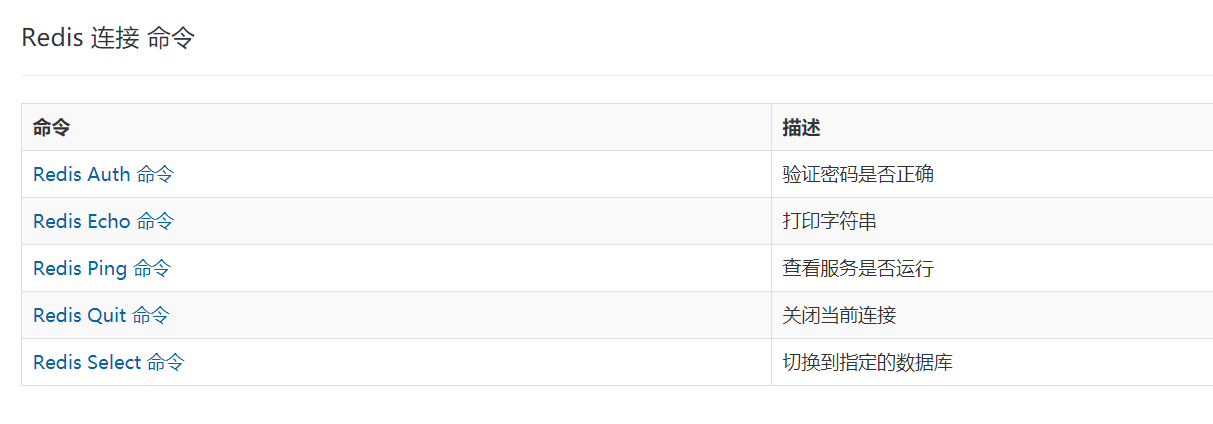 Redis 连接 命令
命令 描述
Redis Auth 命令 验证密码是否正确
Redis Echo 命令 打印字符串
Redis Ping 命令 查看服务是否运行
Redis Quit 命令 关闭当前连接
Redis Select 命令 切换到指定的数据库